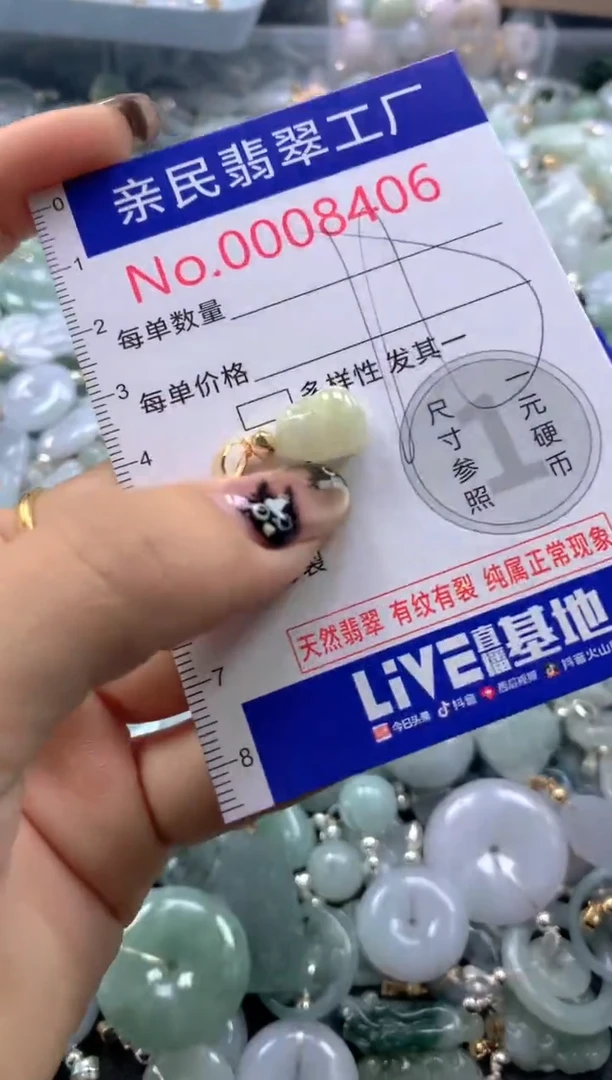 亲民翡翠工厂
No.0008406
每单数量
每单价格
多样性 发其一
1
一元硬币
尺寸参照
裂
天然翡翠 有纹有裂 纯属正常现象
LiVE直播基地
今日头条 抖音 西瓜视频 抖音火山
0
1
2
3
4
7
8